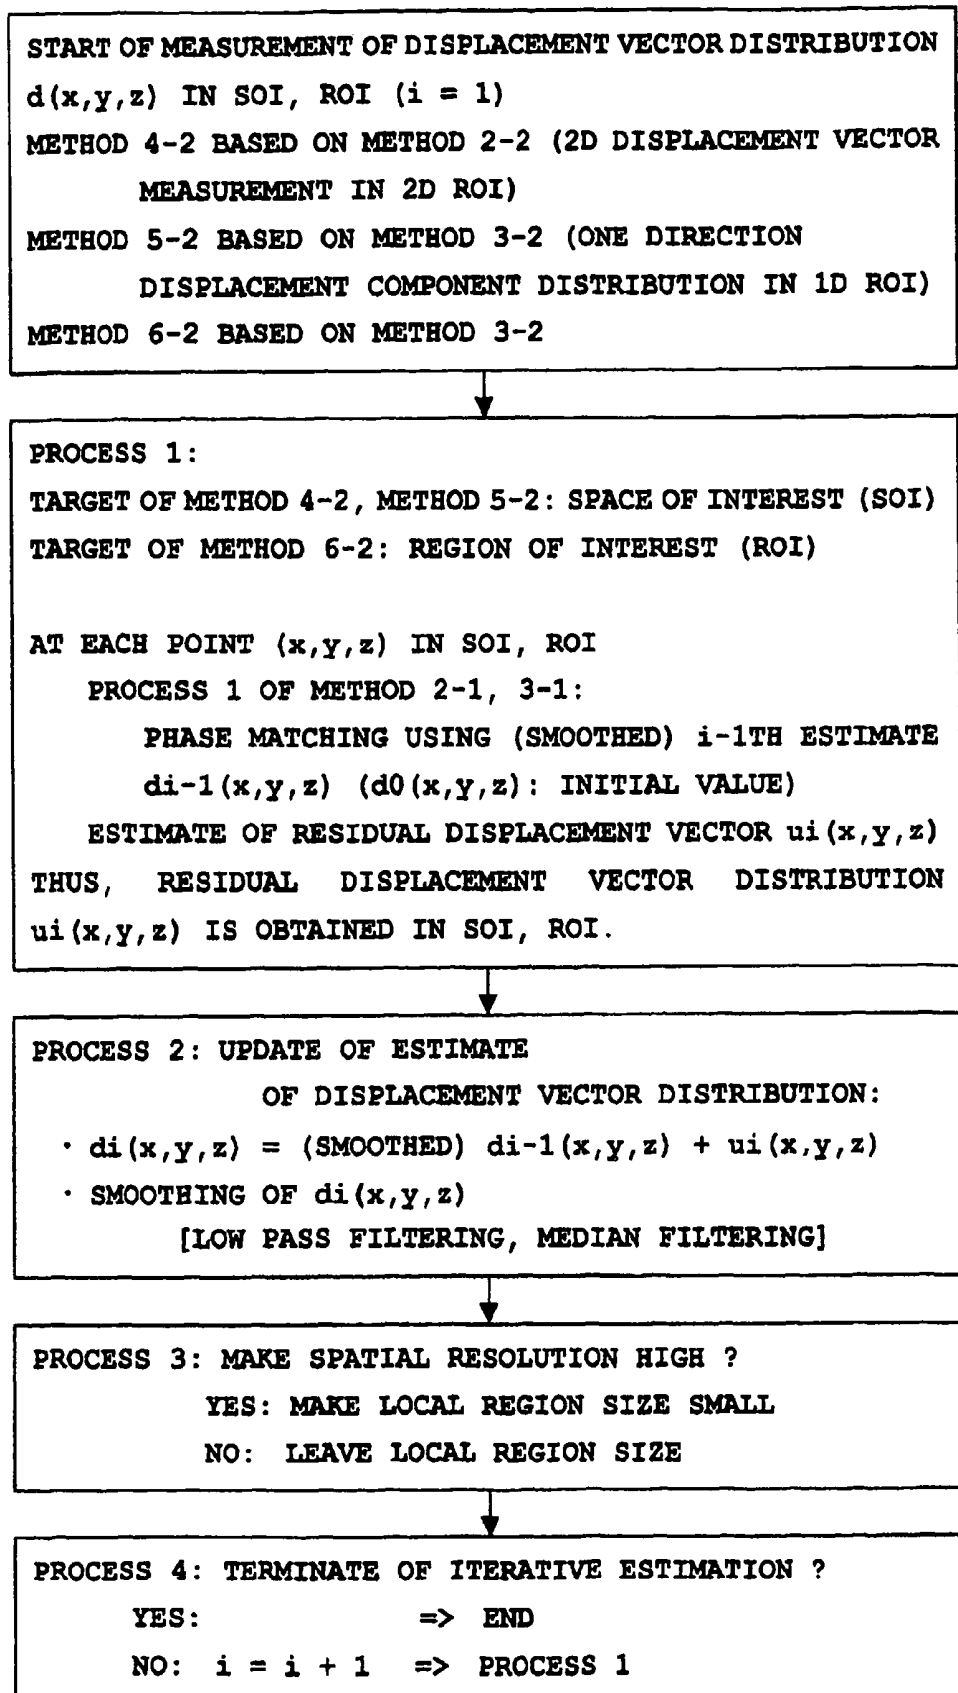 START OF MEASUREMENT OF DISPLACEMENT VECTOR DISTRIBUTION
d(x,y,z) IN SOI, ROI (i = 1)
METHOD 4-2 BASED ON METHOD 2-2 (2D DISPLACEMENT VECTOR
MEASUREMENT IN 2D ROI)
METHOD 5-2 BASED ON METHOD 3-2 (ONE DIRECTION
DISPLACEMENT COMPONENT DISTRIBUTION IN 1D ROI)
METHOD 6-2 BASED ON METHOD 3-2
PROCESS 1:
TARGET OF METHOD 4-2, METHOD 5-2: SPACE OF INTEREST (SOI)
TARGET OF METHOD 6-2: REGION OF INTEREST (ROI)
AT EACH POINT (x,y,z) IN SOI, ROI
PROCESS 1 OF METHOD 2-1, 3-1:
PHASE MATCHING USING (SMOOTHED) i-1TH ESTIMATE
di-1(x,y,z) (d0(x,y,z): INITIAL VALUE)
ESTIMATE OF RESIDUAL DISPLACEMENT VECTOR ui(x,y,z)
THUS, RESIDUAL DISPLACEMENT VECTOR DISTRIBUTION
ui(x,y,z) IS OBTAINED IN SOI, ROI.
PROCESS 2: UPDATE OF ESTIMATE
OF DISPLACEMENT VECTOR DISTRIBUTION:
· di(x,y,z) = (SMOOTHED) di-1(x,y,z) + ui(x,y,z)
· SMOOTHING OF di(x,y,z)
[LOW PASS FILTERING, MEDIAN FILTERING]
PROCESS 3: MAKE SPATIAL RESOLUTION HIGH ?
YES: MAKE LOCAL REGION SIZE SMALL
NO: LEAVE LOCAL REGION SIZE
PROCESS 4: TERMINATE OF ITERATIVE ESTIMATION ?
YES: => END
NO: i = i + 1 => PROCESS 1